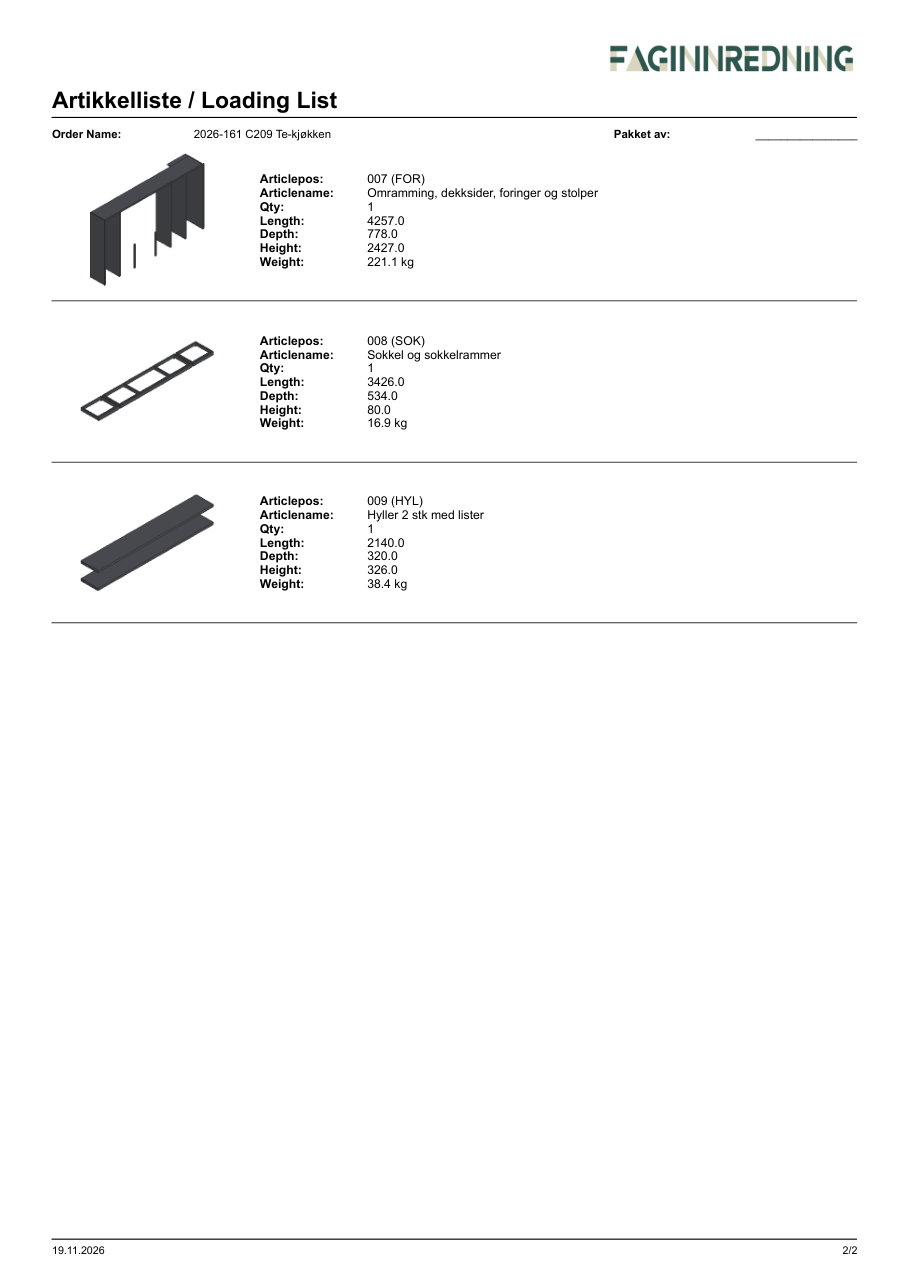 FAGINNREDNiNG
Artikkelliste / Loading List
Order Name: 2026-161 C209 Te-kjøkken Pakket av: ________________
Articlepos: 007 (FOR)
Articlename: Omramming, dekksider, foringer og stolper
Qty: 1
Length: 4257.0
Depth: 778.0
Height: 2427.0
Weight: 221.1 kg
Articlepos: 008 (SOK)
Articlename: Sokkel og sokkelrammer
Qty: 1
Length: 3426.0
Depth: 534.0
Height: 80.0
Weight: 16.9 kg
Articlepos: 009 (HYL)
Articlename: Hyller 2 stk med lister
Qty: 1
Length: 2140.0
Depth: 320.0
Height: 326.0
Weight: 38.4 kg
19.11.2026 2/2